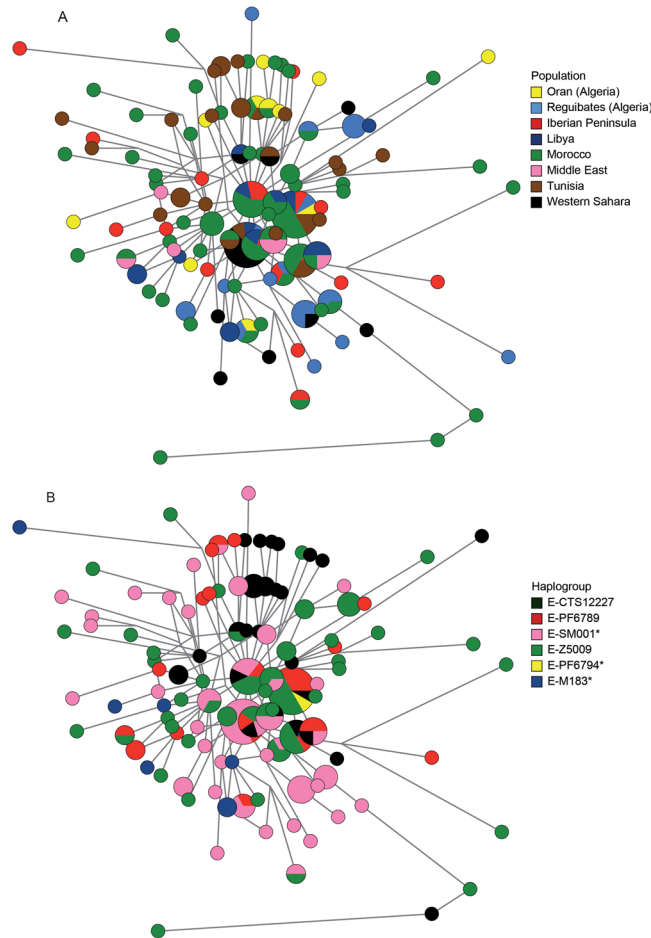 A
Population
Oran (Algeria)
Reguibates (Algeria)
Iberian Peninsula
Libya
Morocco
Middle East
Tunisia
Western Sahara
B
Haplogroup
E-CTS12227
E-PF6789
E-SM001*
E-Z5009
E-PF6794*
E-M183*